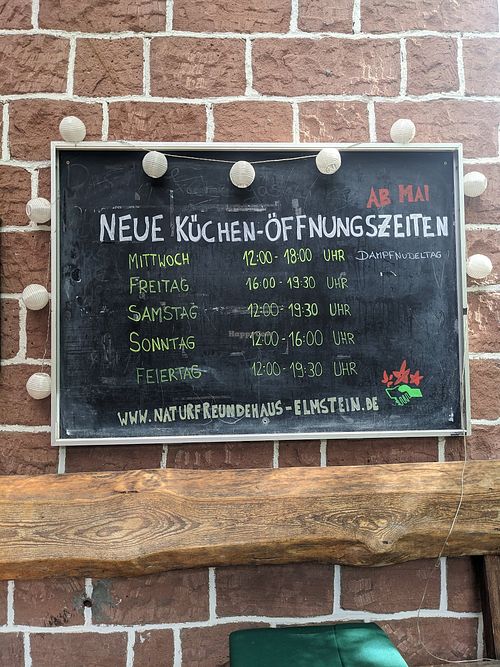 AB MAI
NEUE KÜCHEN-ÖFFNUNGSZEITEN
MITTWOCH 12:00-18:00 UHR DAMPFNUDELTAG
FREITAG 16:00-19:30 UHR
SAMSTAG 12:00-19:30 UHR
SONNTAG 12:00-16:00 UHR
FEIERTAG 12:00-19:30 UHR
WWW.NATURFREUNDEHAUS-ELMSTEIN.DE